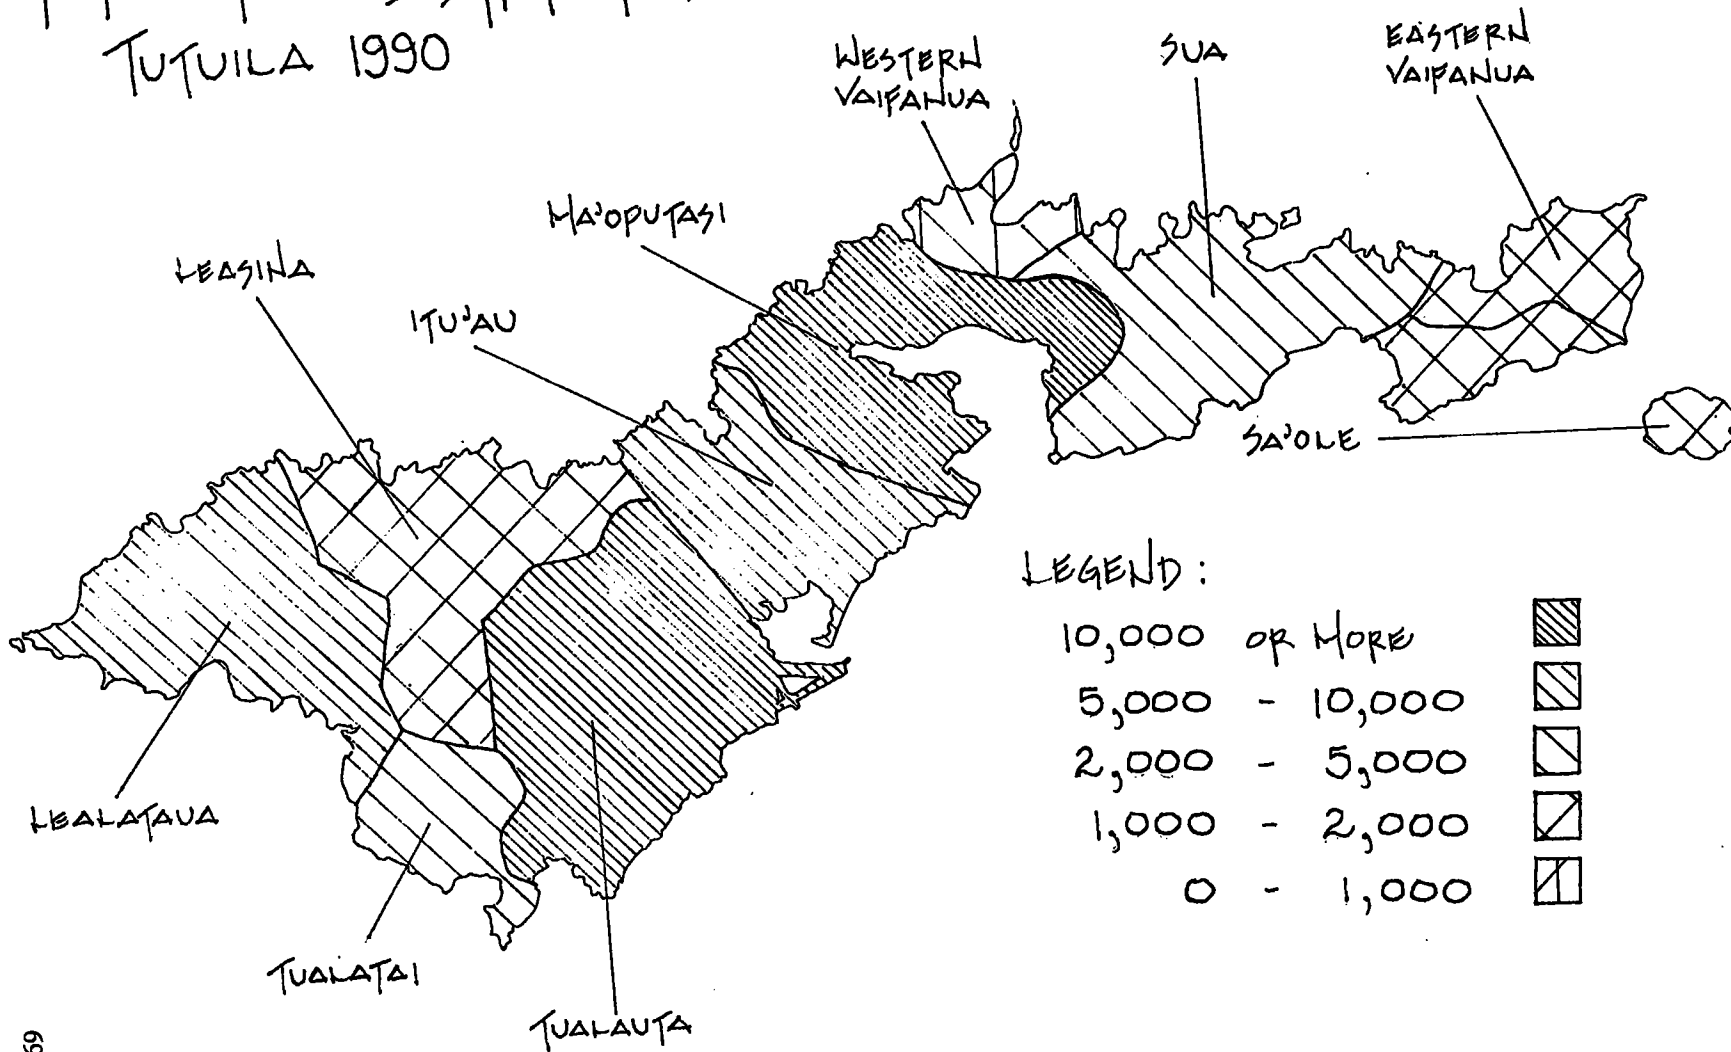 TUTUILA 1990
WESTERN
VAIFANUA
SUA
EASTERN
VAIFANUA
MA'OPUTASI
LEASINA
ITU'AU
SA'OLE
LEGEND:
10,000 OR MORE
5,000 - 10,000
2,000 - 5,000
1,000 - 2,000
0 - 1,000
LEALATAUA
TUALATAI
TUALAUTA
69